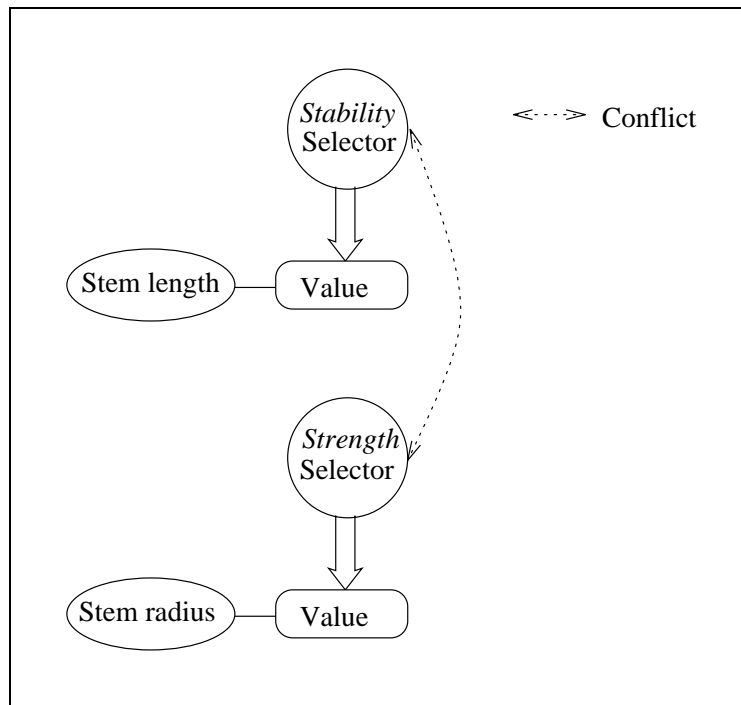 Stability
Selector
Conflict
Stem length
Value
Strength
Selector
Stem radius
Value